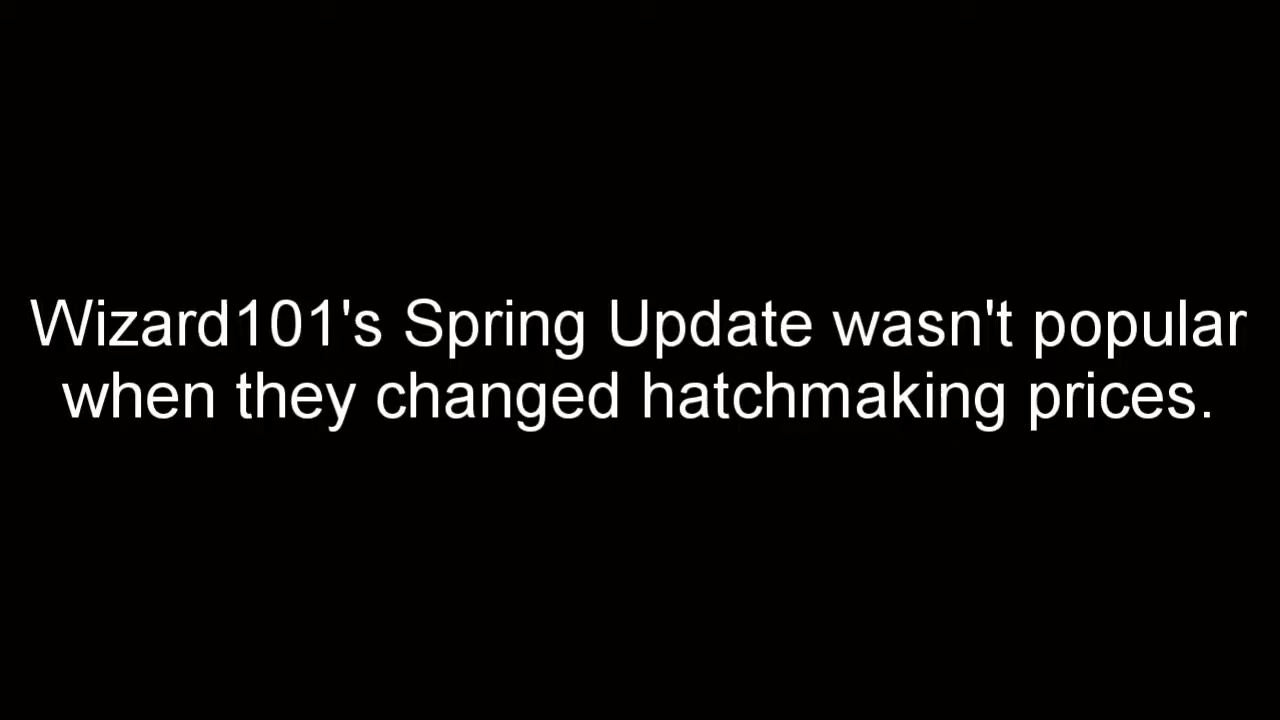 Wizard101's Spring Update wasn't popular
when they changed hatchmaking prices.